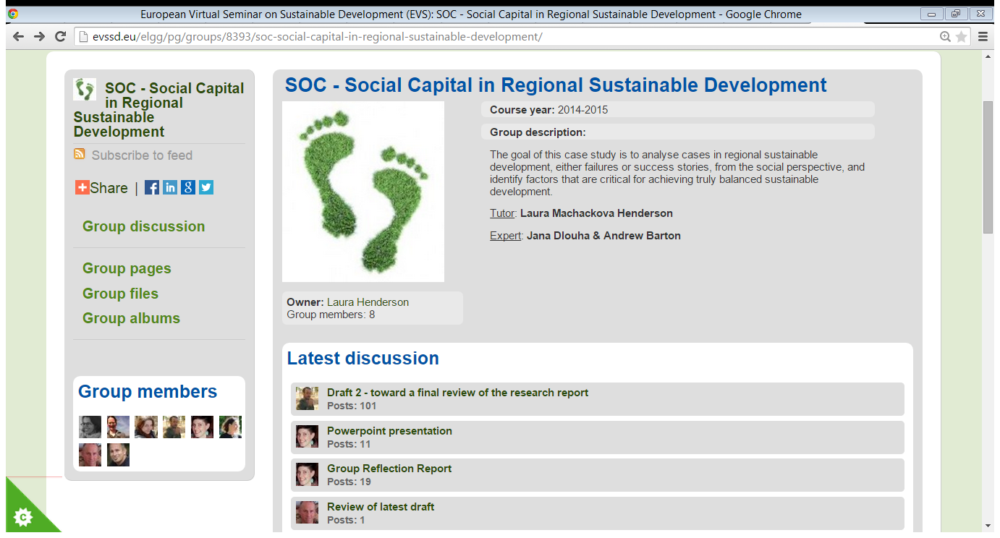 European Virtual Seminar on Sustainable Development (EVS): SOC - Social Capital in Regional Sustainable Development - Google Chrome
evssd.eu/elgg/pg/groups/8393/soc-social-capital-in-regional-sustainable-development/
SOC - Social Capital
in Regional
Sustainable
Development
Subscribe to feed
Share |
Group discussion
Group pages
Group files
Group albums
Group members
SOC - Social Capital in Regional Sustainable Development
Course year: 2014-2015
Group description:
The goal of this case study is to analyse cases in regional sustainable
development, either failures or success stories, from the social perspective, and
identify factors that are critical for achieving truly balanced sustainable
development.
Tutor: Laura Machackova Henderson
Expert: Jana Dlouha & Andrew Barton
Owner: Laura Henderson
Group members: 8
Latest discussion
Draft 2 - toward a final review of the research report
Posts: 101
Powerpoint presentation
Posts: 11
Group Reflection Report
Posts: 19
Review of latest draft
Posts: 1